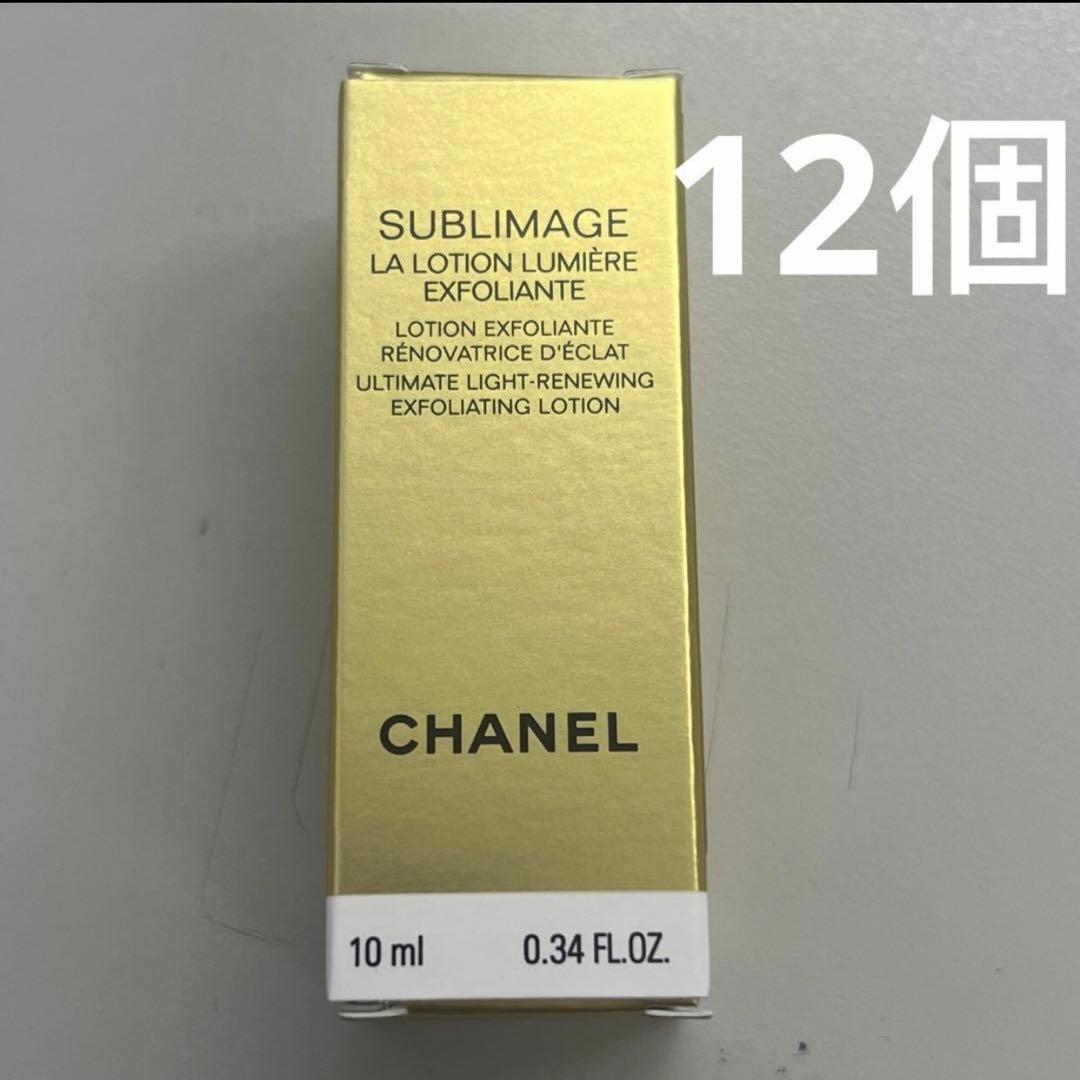 12個
SUBLIMAGE
LA LOTION LUMIÈRE
EXFOLIANTE
LOTION EXFOLIANTE
RÉNOVATRICE D'ÉCLAT
ULTIMATE LIGHT-RENEWING
EXFOLIATING LOTION
CHANEL
10 ml 0.34 FL.OZ.